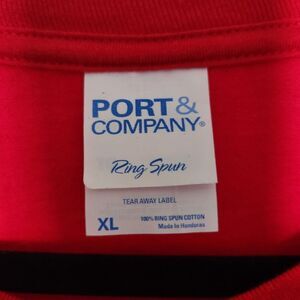 PORT &
COMPANY®
Ring Spun
TEAR AWAY LABEL
XL
100% RING SPUN COTTON
Made In Honduras